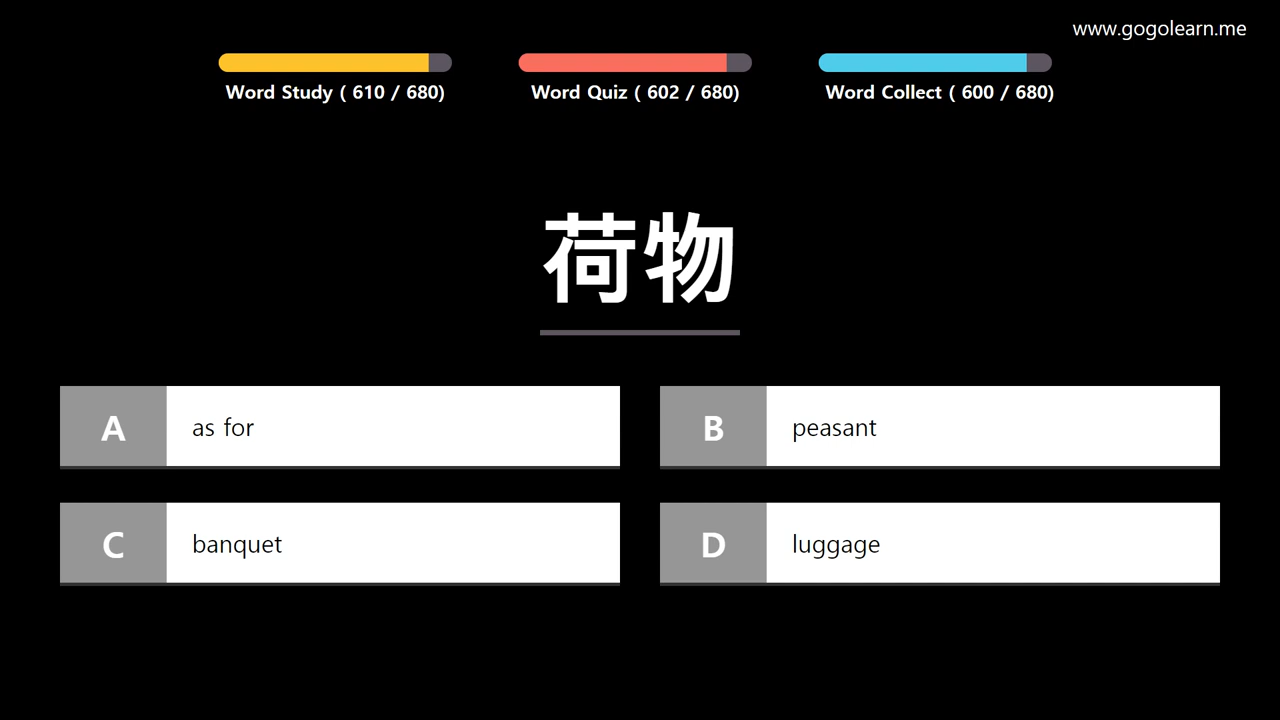 www.gogolearn.me
Word Study ( 610 / 680)
Word Quiz ( 602 / 680)
Word Collect ( 600 / 680)
荷物
A as for
B peasant
C banquet
D luggage